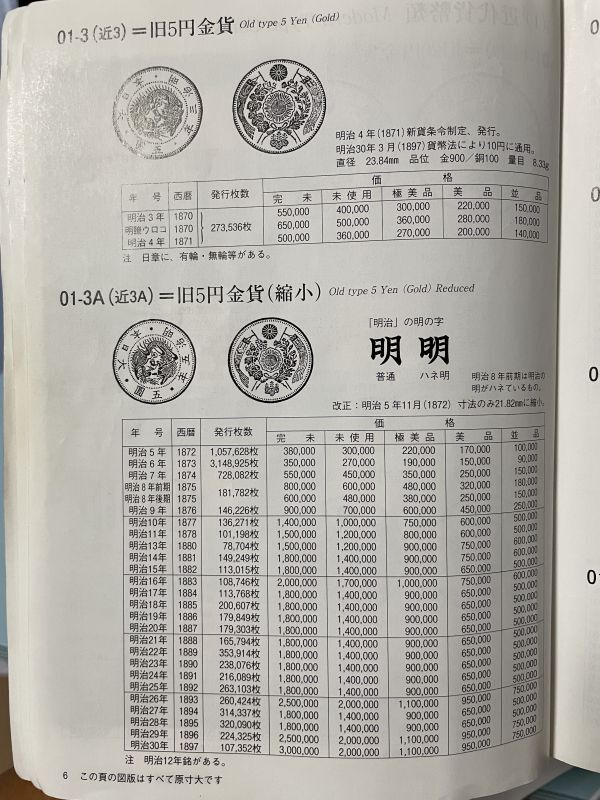 01-3(近3)=旧5円金貨 Old type 5 Yen (Gold)
明治4年(1871)新貨条令制定、発行。
明治30年3月(1897)貨幣法により10円に通用。
直径 23.84mm 品位 金900/銅100 量目 8.33g
年号 西暦 発行枚数 価格
完未 未使用 極美品 美品 並品
明治3年 1870 273,536枚 550,000 400,000 300,000 220,000 150,000
明瞭ウロコ 1870 650,000 500,000 360,000 280,000 180,000
明治4年 1871 500,000 360,000 270,000 200,000 140,000
注 日章に、有輪・無輪等がある。
01-3A(近3A)=旧5円金貨(縮小) Old type 5 Yen (Gold) Reduced
「明治」の明の字
明 明
普通 ハネ明
明治8年前期は明治の
明がハネているもの。
改正:明治5年11月(1872) 寸法のみ21.82mmに縮小。
年号 西暦 発行枚数 価格
完未 未使用 極美品 美品 並品
明治5年 1872 1,057,628枚 380,000 300,000 220,000 170,000 100,000
明治6年 1873 3,148,925枚 350,000 270,000 190,000 150,000 90,000
明治7年 1874 728,082枚 550,000 450,000 350,000 250,000 150,000
明治8年前期 1875 181,782枚 800,000 600,000 480,000 320,000 180,000
明治8年後期 1875 600,000 480,000 380,000 250,000 150,000
明治9年 1876 146,226枚 900,000 700,000 600,000 450,000 250,000
明治10年 1877 136,271枚 1,400,000 1,000,000 750,000 600,000 500,000
明治11年 1878 101,198枚 1,500,000 1,200,000 800,000 600,000 500,000
明治13年 1880 78,704枚 1,500,000 1,200,000 900,000 750,000 600,000
明治14年 1881 149,249枚 1,800,000 1,400,000 900,000 600,000 500,000
明治15年 1882 113,015枚 1,800,000 1,400,000 900,000 650,000 500,000
明治16年 1883 108,746枚 2,000,000 1,700,000 1,000,000 750,000 600,000
明治17年 1884 113,768枚 1,800,000 1,400,000 900,000 650,000 500,000
明治18年 1885 200,607枚 1,800,000 1,400,000 900,000 650,000 500,000
明治19年 1886 179,849枚 1,800,000 1,400,000 900,000 650,000 500,000
明治20年 1887 179,303枚 1,800,000 1,400,000 900,000 650,000 500,000
明治21年 1888 165,794枚 1,800,000 1,400,000 900,000 650,000 500,000
明治22年 1889 353,914枚 1,800,000 1,400,000 900,000 650,000 500,000
明治23年 1890 238,076枚 1,800,000 1,400,000 900,000 650,000 500,000
明治24年 1891 216,089枚 1,800,000 1,400,000 900,000 650,000 500,000
明治25年 1892 263,103枚 1,800,000 1,400,000 900,000 650,000 500,000
明治26年 1893 260,424枚 2,500,000 2,000,000 1,100,000 950,000 750,000
明治27年 1894 314,337枚 1,800,000 1,400,000 900,000 650,000 500,000
明治28年 1895 320,090枚 1,800,000 1,400,000 900,000 650,000 500,000
明治29年 1896 224,325枚 2,500,000 2,000,000 1,100,000 950,000 750,000
明治30年 1897 107,352枚 3,000,000 2,000,000 1,100,000 950,000 750,000
注 明治12年銘がある。
6 この頁の図版はすべて原寸大です